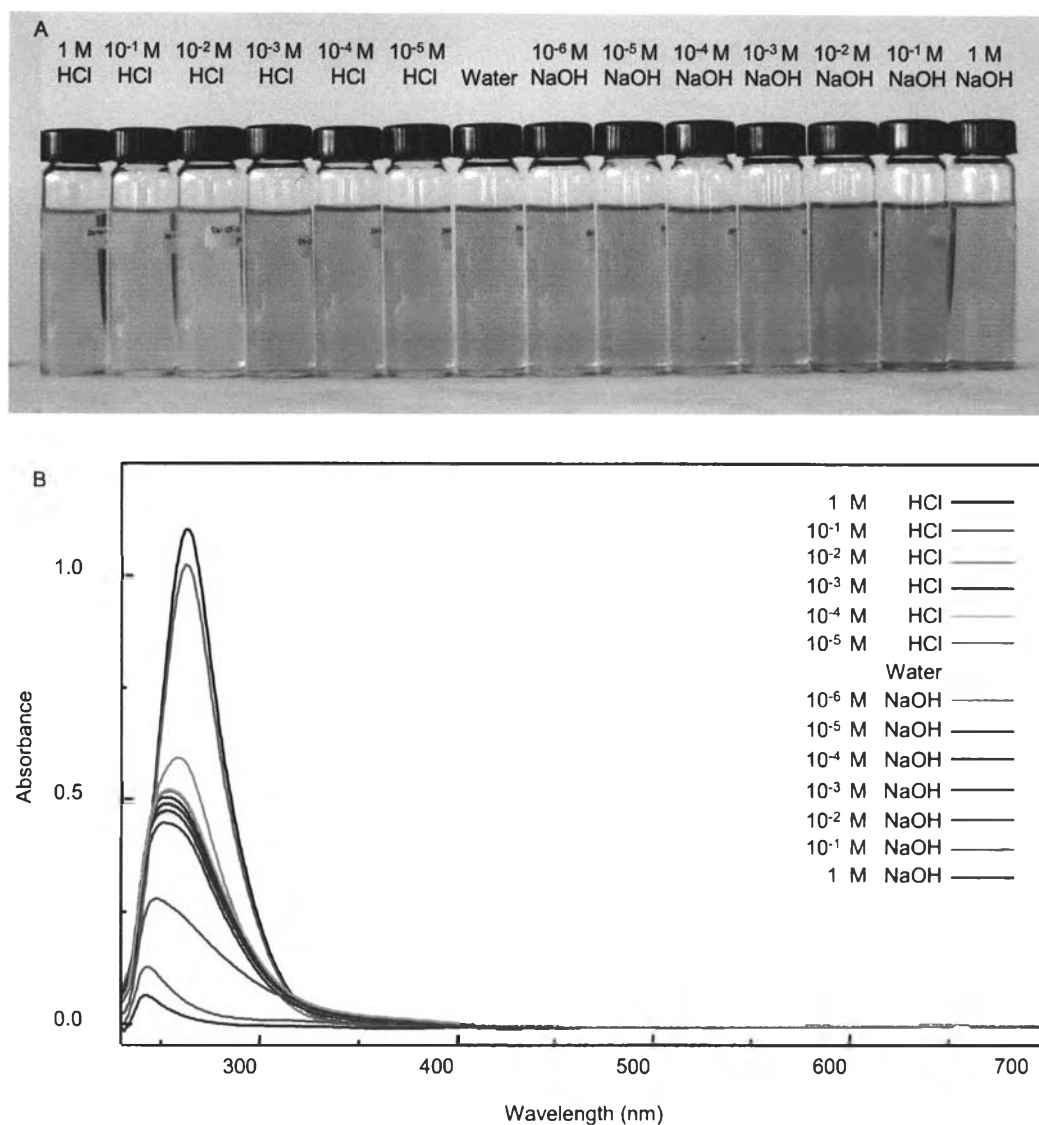 A
1 M 10-1 M 10-2 M 10-3 M 10-4 M 10-5 M 10-6 M 10-5 M 10-4 M 10-3 M 10-2 M 10-1 M 1 M
HCl HCl HCl HCl HCl HCl Water NaOH NaOH NaOH NaOH NaOH NaOH NaOH
B
1 M HCl
10-1 M HCl
10-2 M HCl
10-3 M HCl
10-4 M HCl
10-5 M HCl
Water
10-6 M NaOH
10-5 M NaOH
10-4 M NaOH
10-3 M NaOH
10-2 M NaOH
10-1 M NaOH
1 M NaOH
1.0
0.5
0.0
Absorbance
300 400 500 600 700
Wavelength (nm)